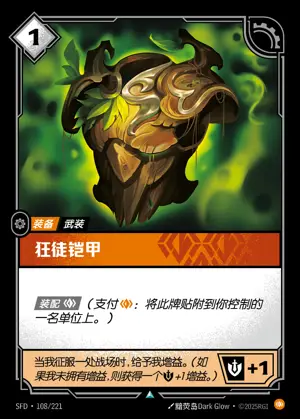 1
装备 武装
狂徒铠甲
装配 （支付 ：将此牌贴附到你控制的
一名单位上。）
当我征服一处战场时，给予我增益。（如
果我未拥有增益，则获得一个 +1增益。）
+1
SFD • 108/221
黯荧岛Dark Glow • ©2025RGI